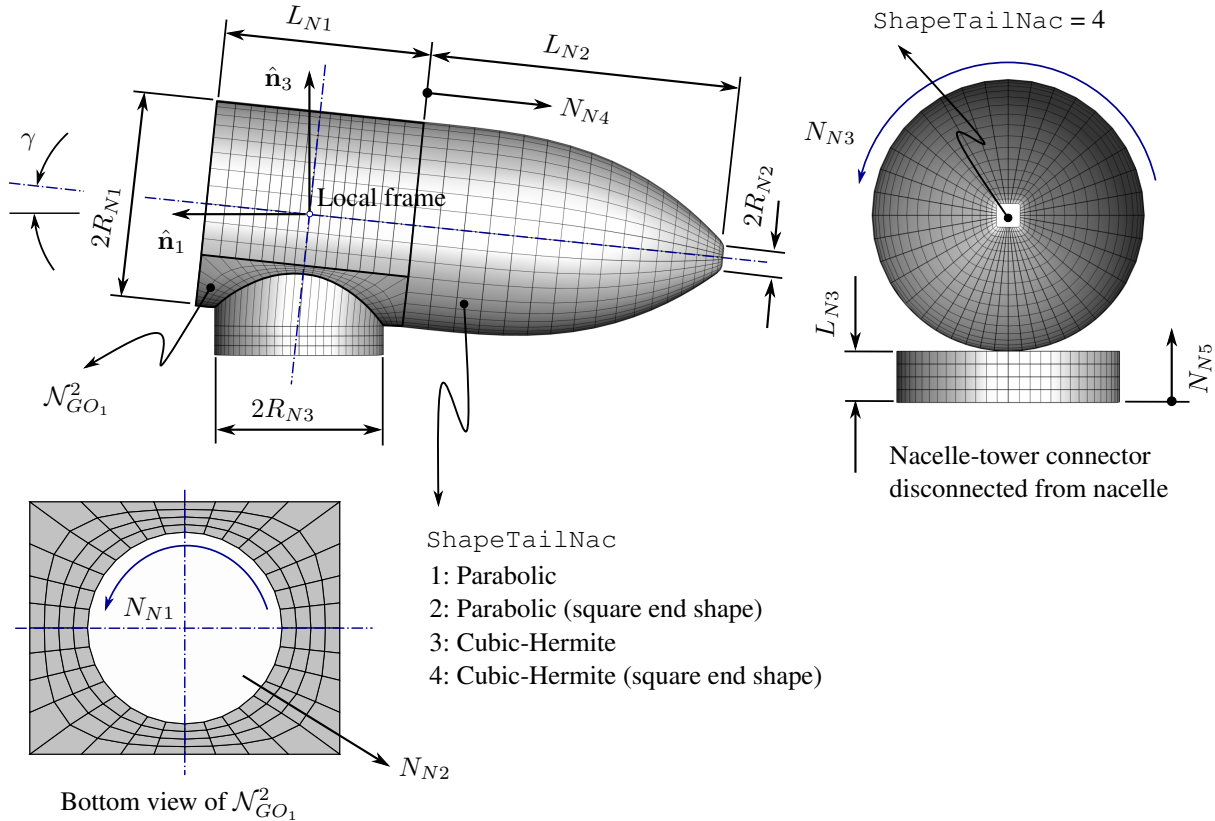 L_{N1}
L_{N2}
ShapeTailNac = 4
n̂_3
N_{N4}
γ
2R_{N1}
Local frame
n̂_1
2R_{N2}
N_{N3}
L_{N3}
N_{N5}
𝒩^2_{GO_1}
2R_{N3}
Nacelle-tower connector
disconnected from nacelle
ShapeTailNac
1: Parabolic
2: Parabolic (square end shape)
3: Cubic-Hermite
4: Cubic-Hermite (square end shape)
N_{N1}
N_{N2}
Bottom view of 𝒩^2_{GO_1}